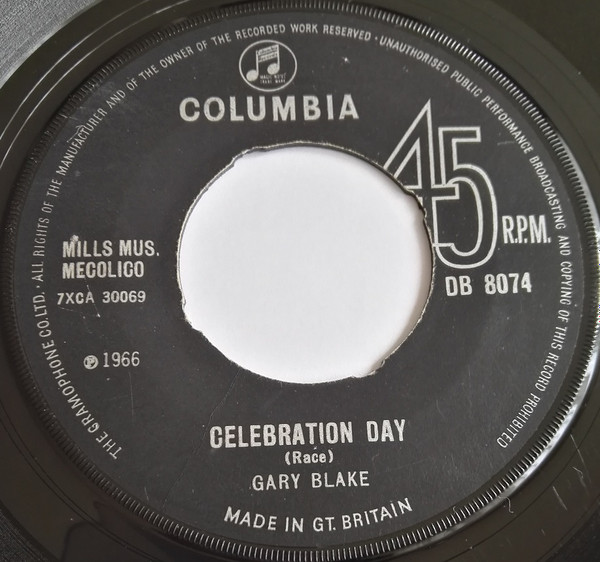 THE GRAMOPHONE CO. LTD. · ALL RIGHTS OF THE MANUFACTURER AND OF THE OWNER OF THE RECORDED WORK RESERVED · UNAUTHORISED PUBLIC PERFORMANCE BROADCASTING AND COPYING OF THIS RECORD PROHIBITED
COLUMBIA
45
R.P.M.
MILLS MUS.
MECOLICO
7XCA 30069
DB 8074
℗ 1966
CELEBRATION DAY
(Race)
GARY BLAKE
MADE IN GT. BRITAIN